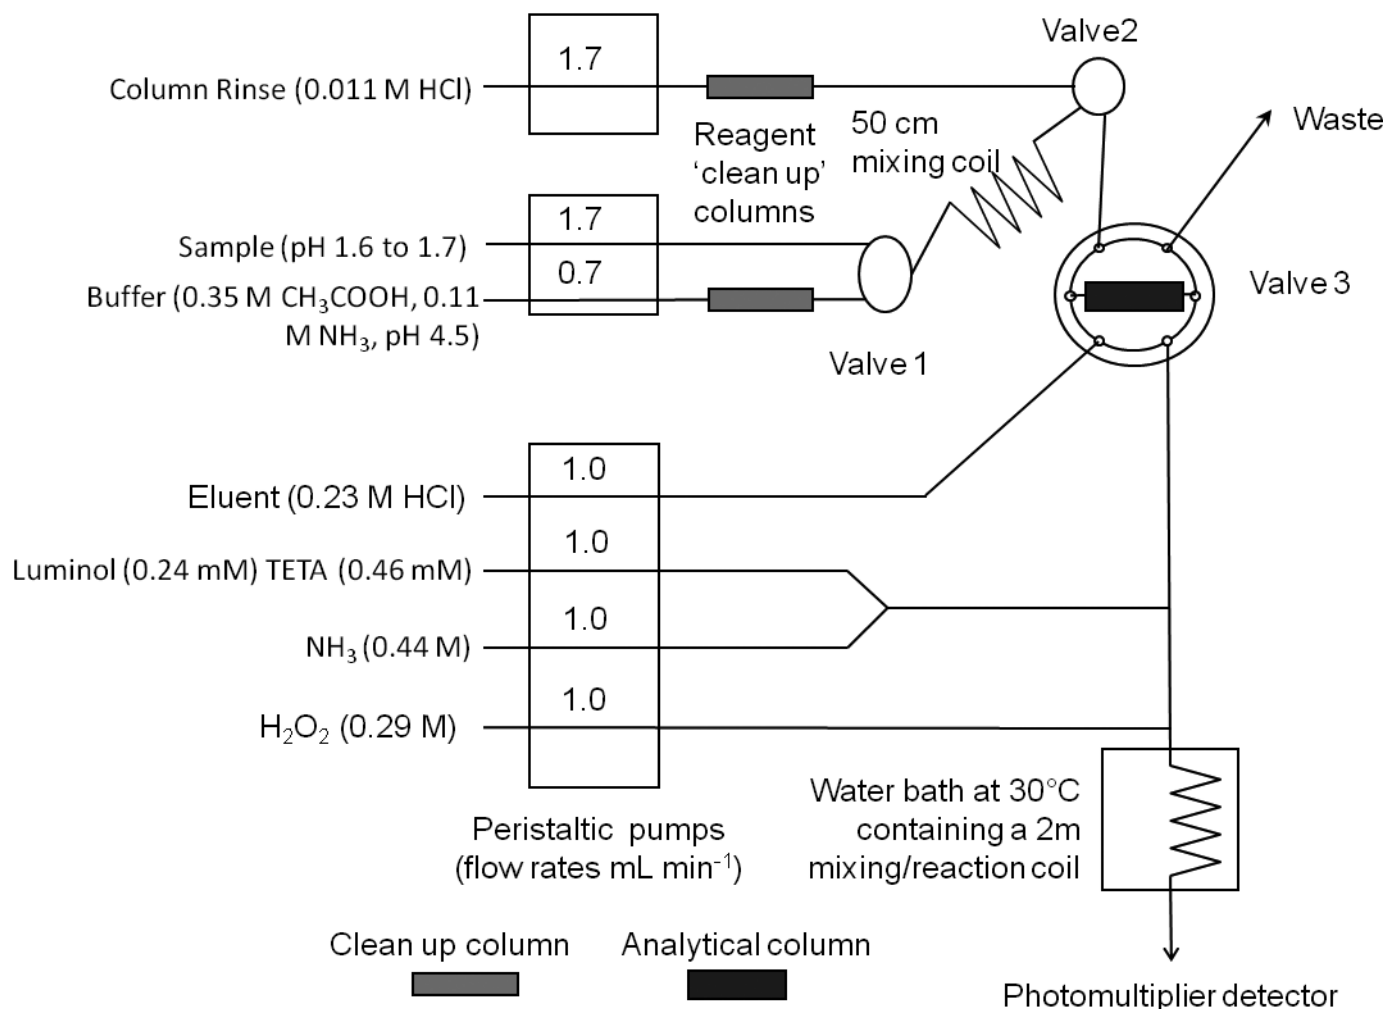 Valve2
1.7
Column Rinse (0.011 M HCl)
Waste
Reagent
‘clean up’
columns
50 cm
mixing coil
1.7
Sample (pH 1.6 to 1.7)
0.7
Buffer (0.35 M CH₃COOH, 0.11
M NH₃, pH 4.5)
Valve 3
Valve 1
1.0
Eluent (0.23 M HCl)
1.0
Luminol (0.24 mM) TETA (0.46 mM)
1.0
NH₃ (0.44 M)
1.0
H₂O₂ (0.29 M)
Water bath at 30°C
containing a 2m
mixing/reaction coil
Peristaltic pumps
(flow rates mL min⁻¹)
Clean up column
Analytical column
Photomultiplier detector